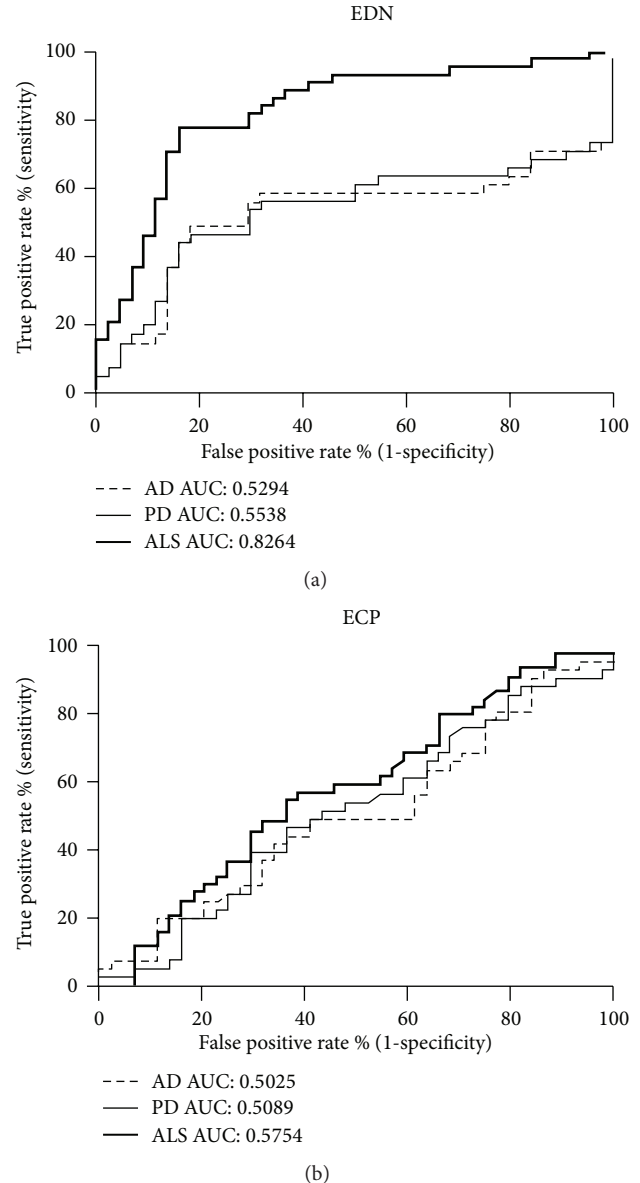 EDN
100
80
60
40
20
0
True positive rate % (sensitivity)
0 20 40 60 80 100
False positive rate % (1-specificity)
AD AUC: 0.5294
PD AUC: 0.5538
ALS AUC: 0.8264
(a)
ECP
100
80
60
40
20
0
True positive rate % (sensitivity)
0 20 40 60 80 100
False positive rate % (1-specificity)
AD AUC: 0.5025
PD AUC: 0.5089
ALS AUC: 0.5754
(b)